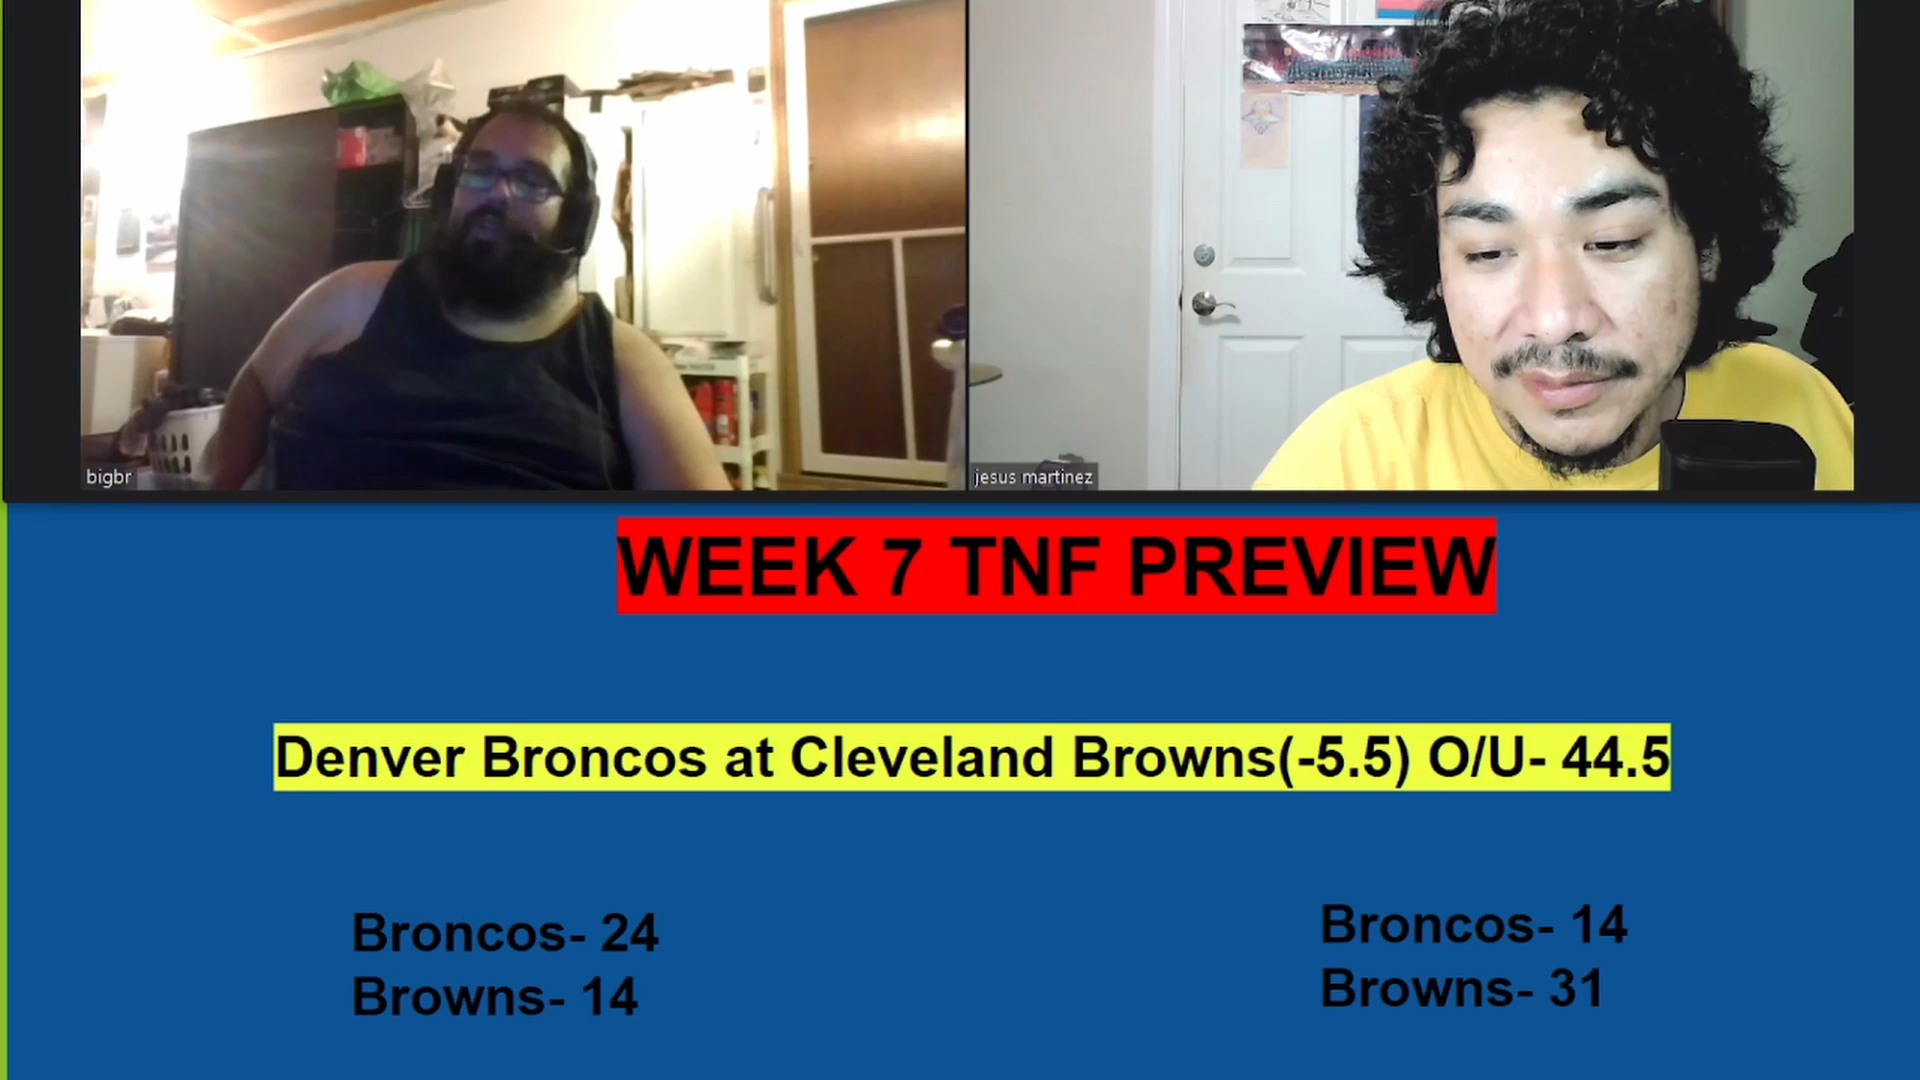 bigbr
jesus martinez
WEEK 7 TNF PREVIEW
Denver Broncos at Cleveland Browns(-5.5) O/U- 44.5
Broncos- 24
Browns- 14
Broncos- 14
Browns- 31